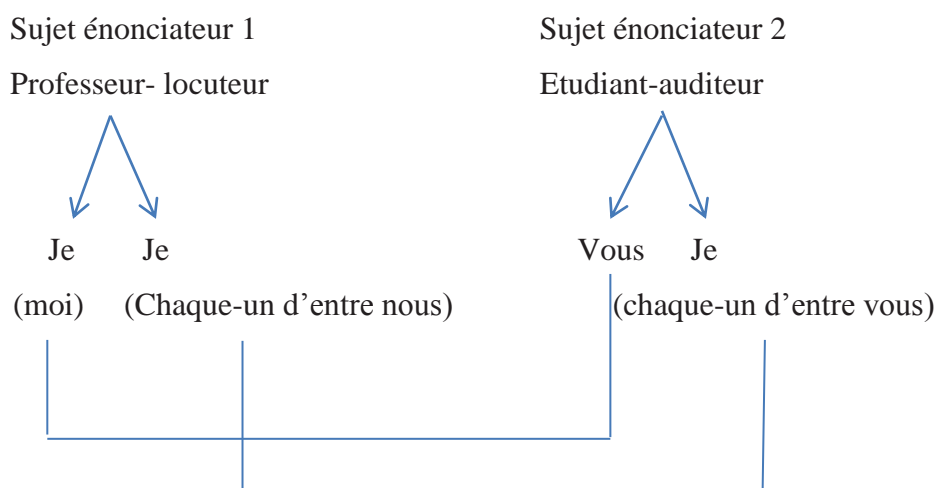 Sujet énonciateur 1 Sujet énonciateur 2
Professeur- locuteur Etudiant-auditeur
Je Je Vous Je
(moi) (Chaque-un d’entre nous) (chaque-un d’entre vous)